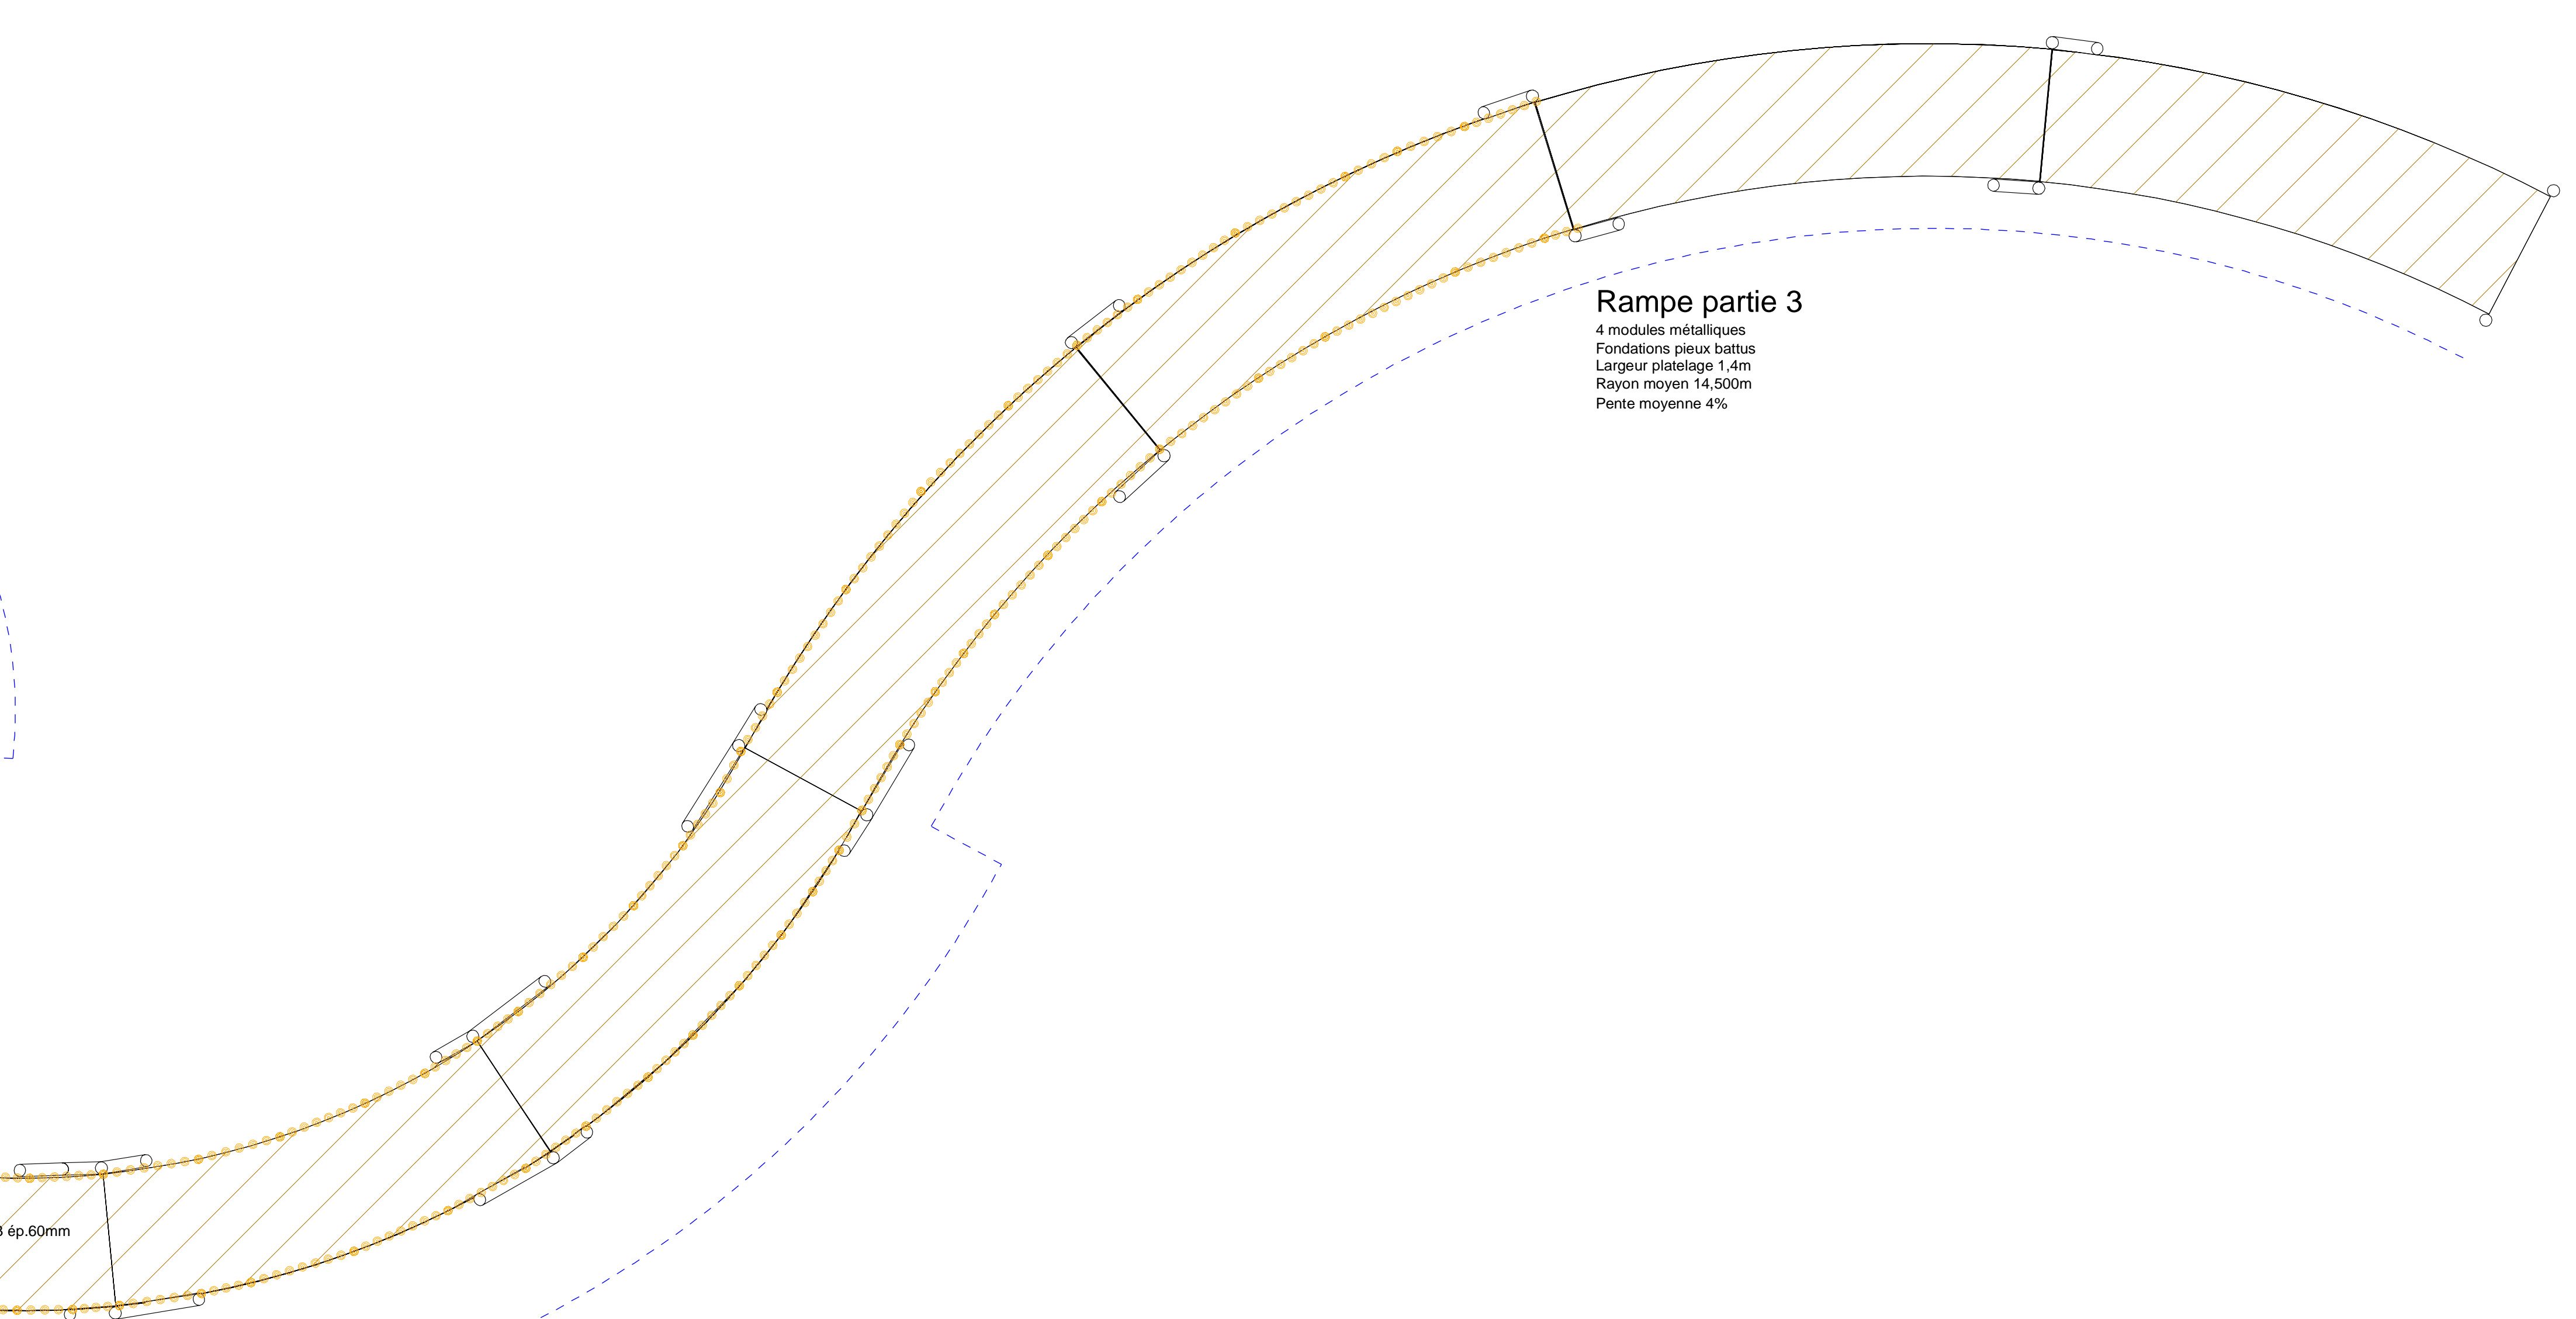 Rampe partie 3
4 modules métalliques
Fondations pieux battus
Largeur platelage 1,4m
Rayon moyen 14,500m
Pente moyenne 4%
ép.60mm